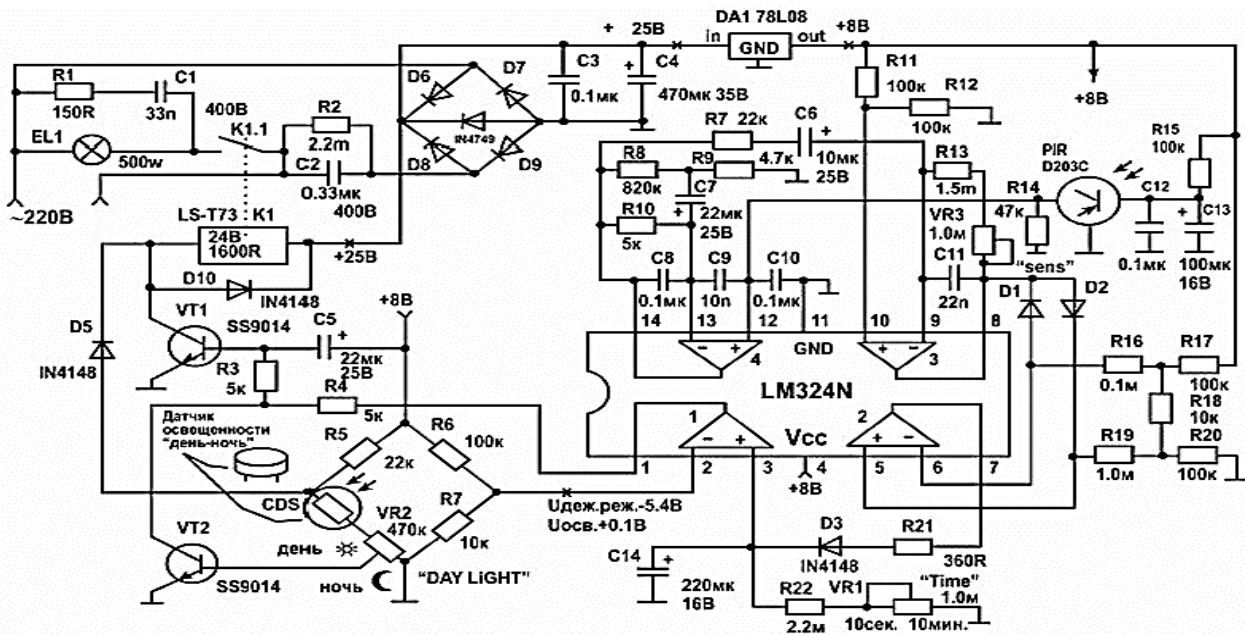 DA1 78L08
+ 25В
in
GND
out
+8В
R1
150R
C1
33n
EL1
500w
400В
K1.1
R2
2.2m
C2
0.33мк
400В
~220В
D6
D7
IN4749
D8
D9
C3
0.1мк
+
C4
470мк 35В
R11
100к
R12
100к
+8В
R15
100к
PIR
D203C
R7
22к
C6
+
10мк
25В
R8
820к
R9
4.7к
C7
+
22мк
25В
R10
5к
R13
1.5m
VR3
1.0м
"sens"
R14
47к
C12
0.1мк
+
C13
100мк
16В
LS-T73
K1
24В
1600R
+25В
D10
IN4148
C8
0.1мк
C9
10n
C10
0.1мк
C11
22n
D1
D2
14
13
12
11
10
9
8
GND
- +
4
+ -
3
LM324N
1
- +
Vcc
2
+ -
1
2
3
4
5
6
7
+8В
D5
IN4148
VT1
SS9014
+8В
C5
+
22мк
25В
R3
5к
R4
5к
Датчик
освещенности
"день-ночь"
R5
22к
R6
100к
CDS
VR2
470к
R7
10к
Uдеж.реж.-5.4В
Uосв.+0.1В
VT2
SS9014
день
ночь
"DAY LiGHT"
R16
0.1м
R17
100к
R18
10к
R19
1.0м
R20
100к
C14
+
220мк
16В
D3
IN4148
R21
360R
R22
2.2м
VR1
"Time"
1.0м
10сек. 10мин.